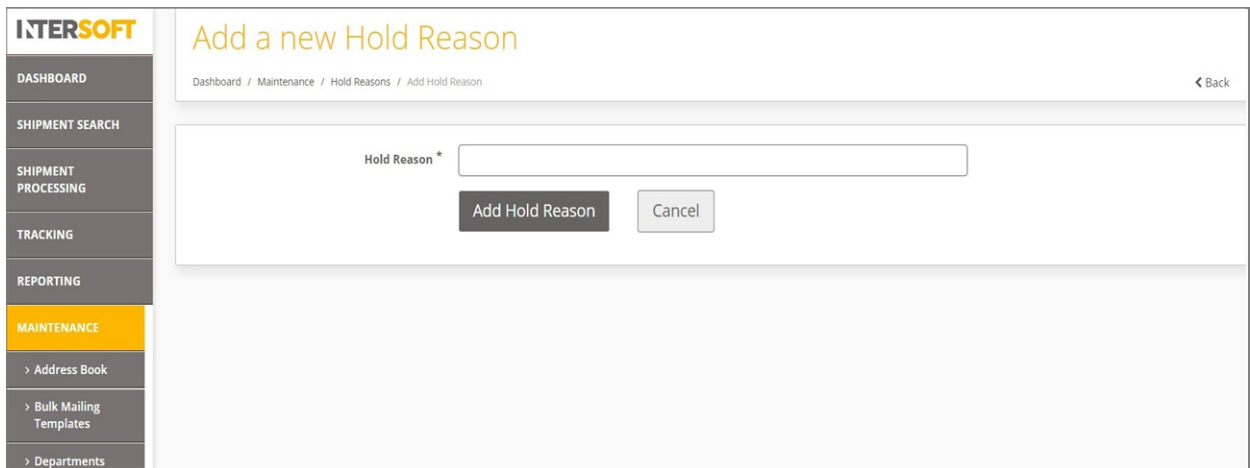 INTERSOFT
DASHBOARD
SHIPMENT SEARCH
SHIPMENT
PROCESSING
TRACKING
REPORTING
MAINTENANCE
> Address Book
> Bulk Mailing
Templates
> Departments
Add a new Hold Reason
Dashboard / Maintenance / Hold Reasons / Add Hold Reason
Back
Hold Reason *
Add Hold Reason
Cancel